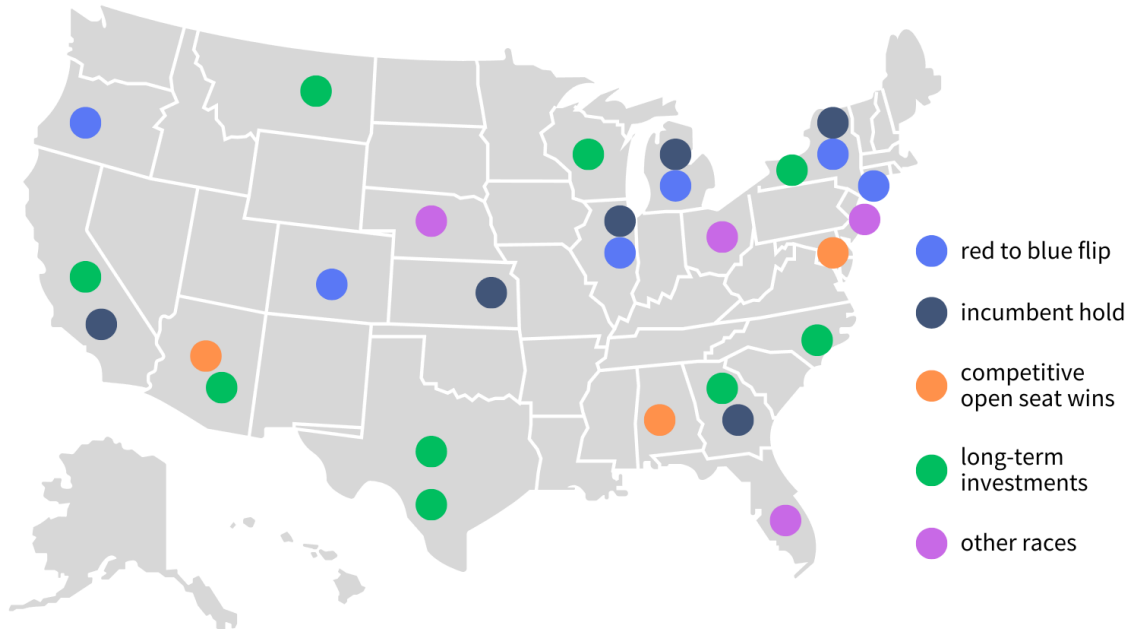 red to blue flip
incumbent hold
competitive
open seat wins
long-term
investments
other races